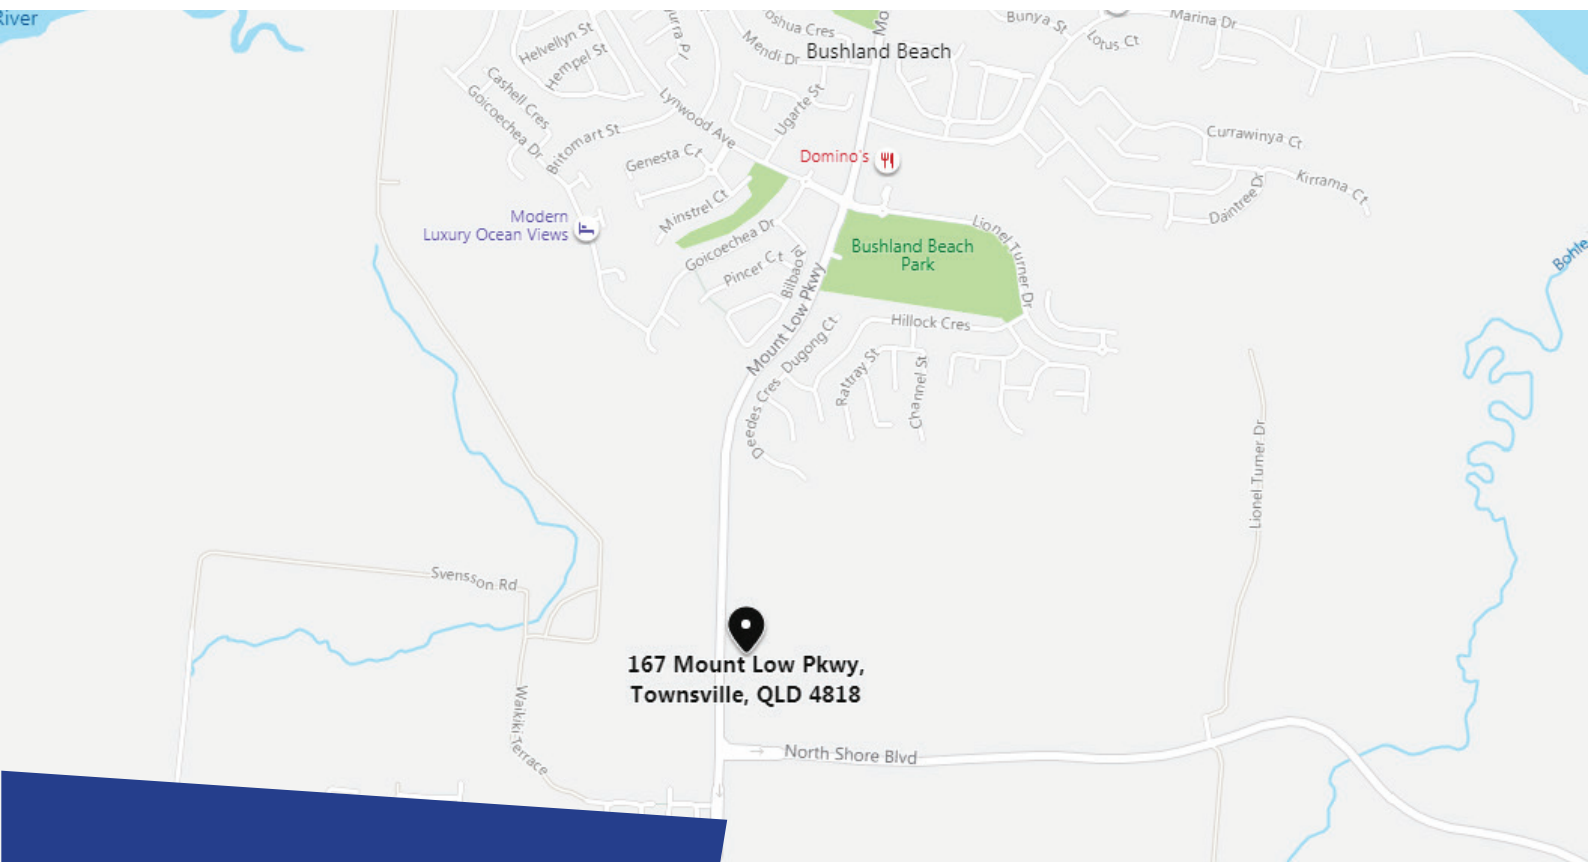 River
Helvellyn St
Hempel St
Joshua Cres
Mendi Dr
Bushland Beach
Bunya St
Lotus Ct
Marina Dr
Cashell Cres
Goicoechea Dr
Britomart St
Lynwood Ave
Ugarte St
Genesta Ct
Domino's
Currawinya Ct
Kirrama Ct
Daintree Dr
Minstrel Ct
Modern
Luxury Ocean Views
Goicoechea Dr
Pincer Ct
Bilbao Pl
Mount Low Pkwy
Lionel Turner Dr
Bushland Beach
Park
Bohle
Hillock Cres
Dugong Ct
Deedes Cres
Rattray St
Channel St
Lionel Turner Dr
Svensson Rd
167 Mount Low Pkwy,
Townsville, QLD 4818
Waikiki Terrace
North Shore Blvd